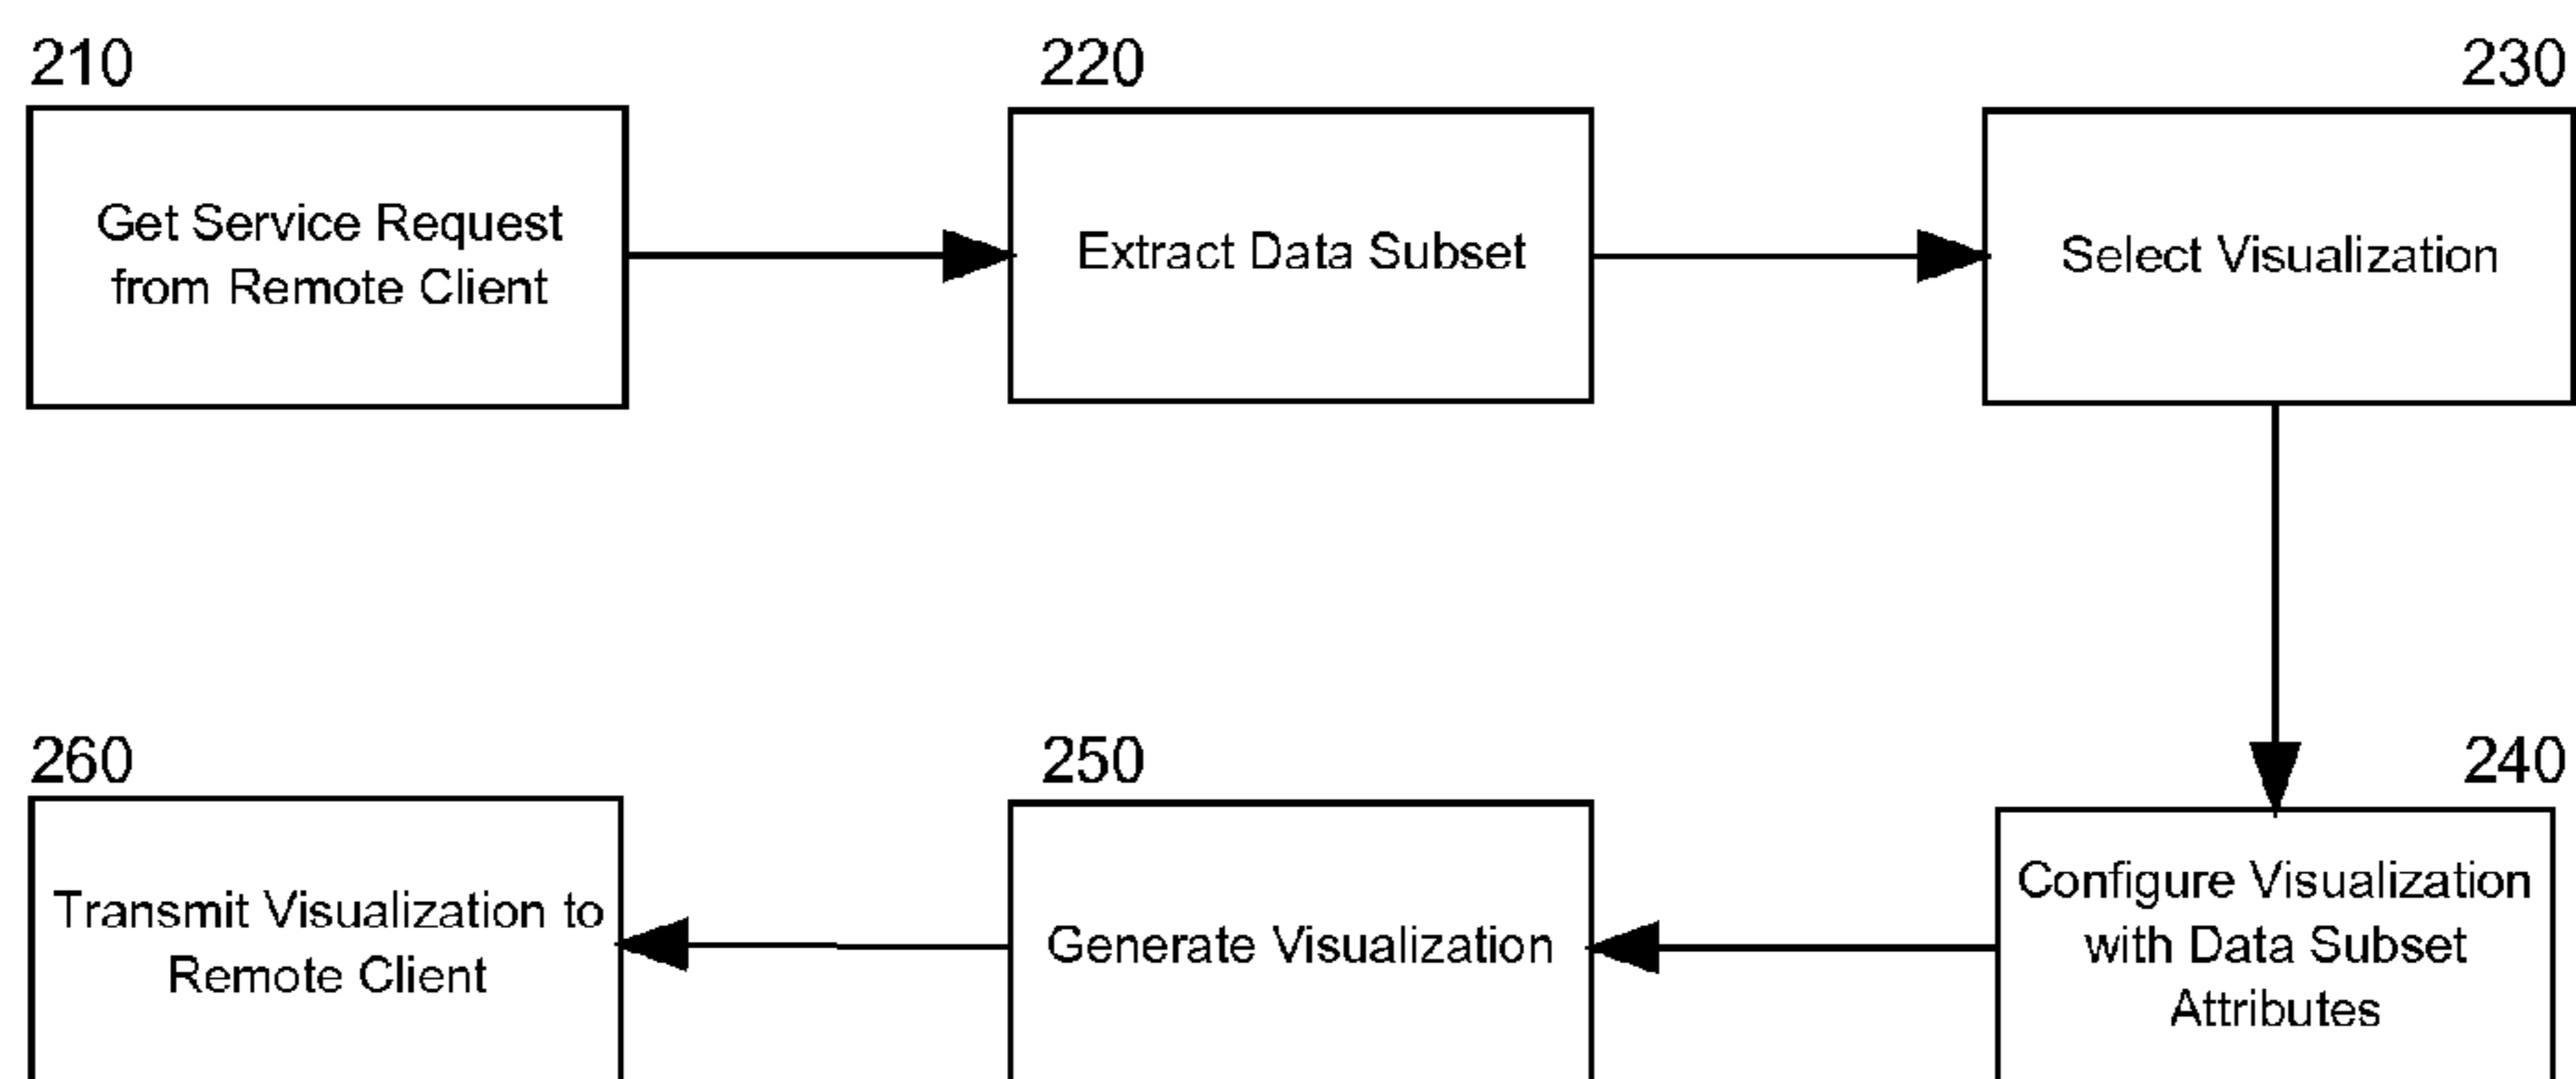 210
Get Service Request
from Remote Client
220
Extract Data Subset
230
Select Visualization
240
Configure Visualization
with Data Subset
Attributes
250
Generate Visualization
260
Transmit Visualization to
Remote Client